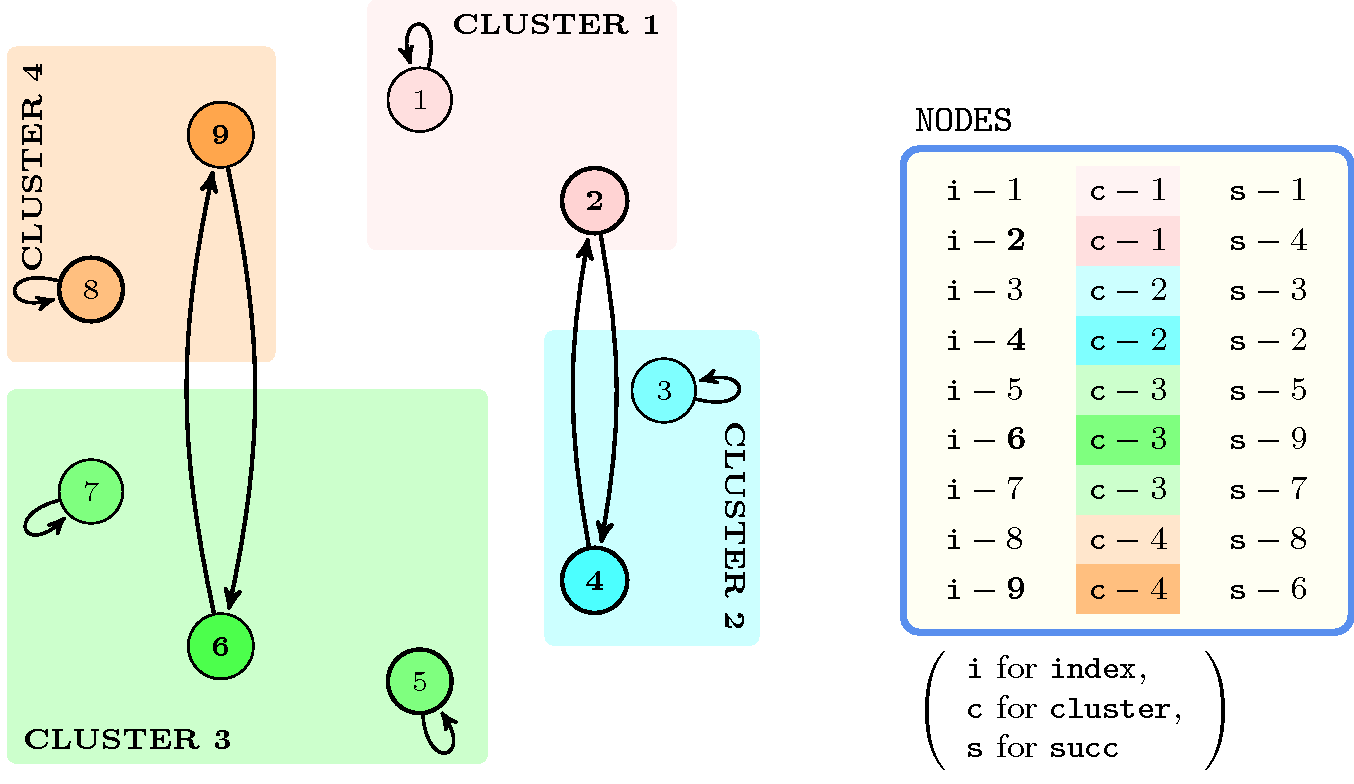 CLUSTER 1
1
2
CLUSTER 4
9
8
3
CLUSTER 2
4
7
6
5
CLUSTER 3
NODES
i – 1 c – 1 s – 1
i – 2 c – 1 s – 4
i – 3 c – 2 s – 3
i – 4 c – 2 s – 2
i – 5 c – 3 s – 5
i – 6 c – 3 s – 9
i – 7 c – 3 s – 7
i – 8 c – 4 s – 8
i – 9 c – 4 s – 6
( i for index,
c for cluster,
s for succ )